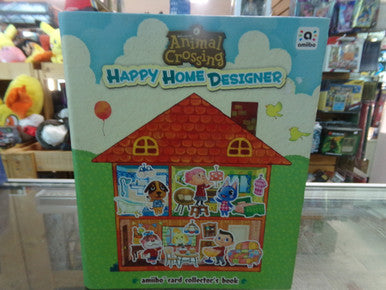 Animal
Crossing
HAPPY HOME DESIGNER
a
amiibo
amiibo card collector's book